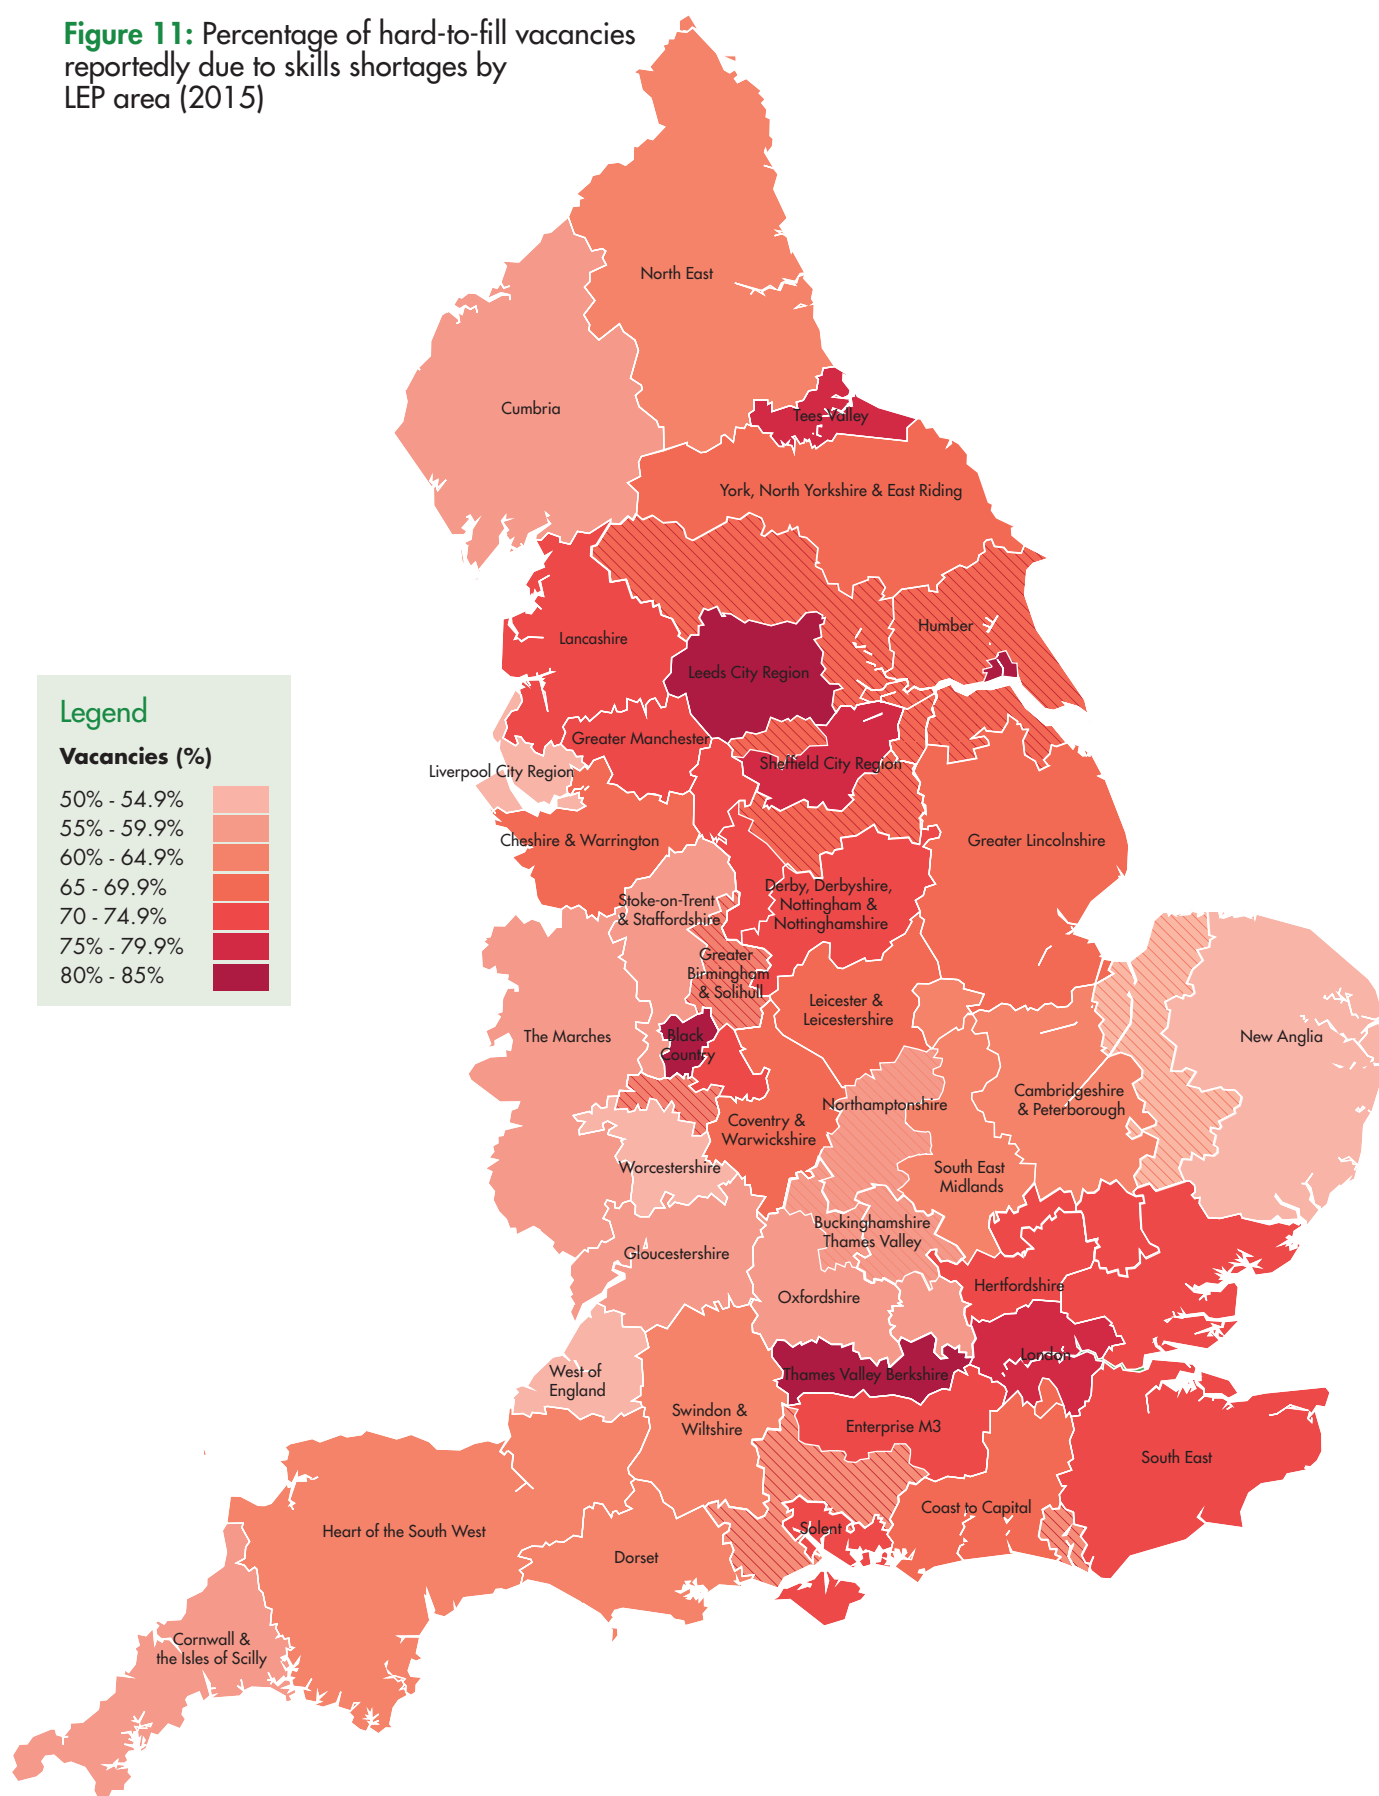 Figure 11: Percentage of hard-to-fill vacancies
reportedly due to skills shortages by
LEP area (2015)
North East
Cumbria
Tees Valley
York, North Yorkshire & East Riding
Humber
Lancashire
Leeds City Region
Greater Manchester
Sheffield City Region
Liverpool City Region
Cheshire & Warrington
Greater Lincolnshire
Derby, Derbyshire,
Nottingham &
Nottinghamshire
Stoke-on-Trent
& Staffordshire
Greater
Birmingham
& Solihull
Leicester &
Leicestershire
The Marches
Black
Country
New Anglia
Cambridgeshire
& Peterborough
Northamptonshire
Coventry &
Warwickshire
Worcestershire
South East
Midlands
Buckinghamshire
Thames Valley
Gloucestershire
Oxfordshire
Hertfordshire
London
Thames Valley Berkshire
West of
England
Swindon &
Wiltshire
Enterprise M3
South East
Coast to Capital
Solent
Heart of the South West
Dorset
Cornwall &
the Isles of Scilly
Legend
Vacancies (%)
50% - 54.9%
55% - 59.9%
60% - 64.9%
65 - 69.9%
70 - 74.9%
75% - 79.9%
80% - 85%